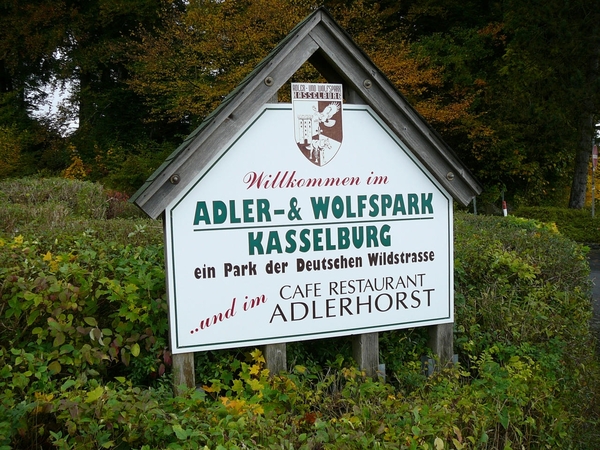 ADLER- UND WOLFSPARK
KASSELBURG
Willkommen im
ADLER-& WOLFSPARK
KASSELBURG
ein Park der Deutschen Wildstrasse
..und im CAFE RESTAURANT
ADLERHORST